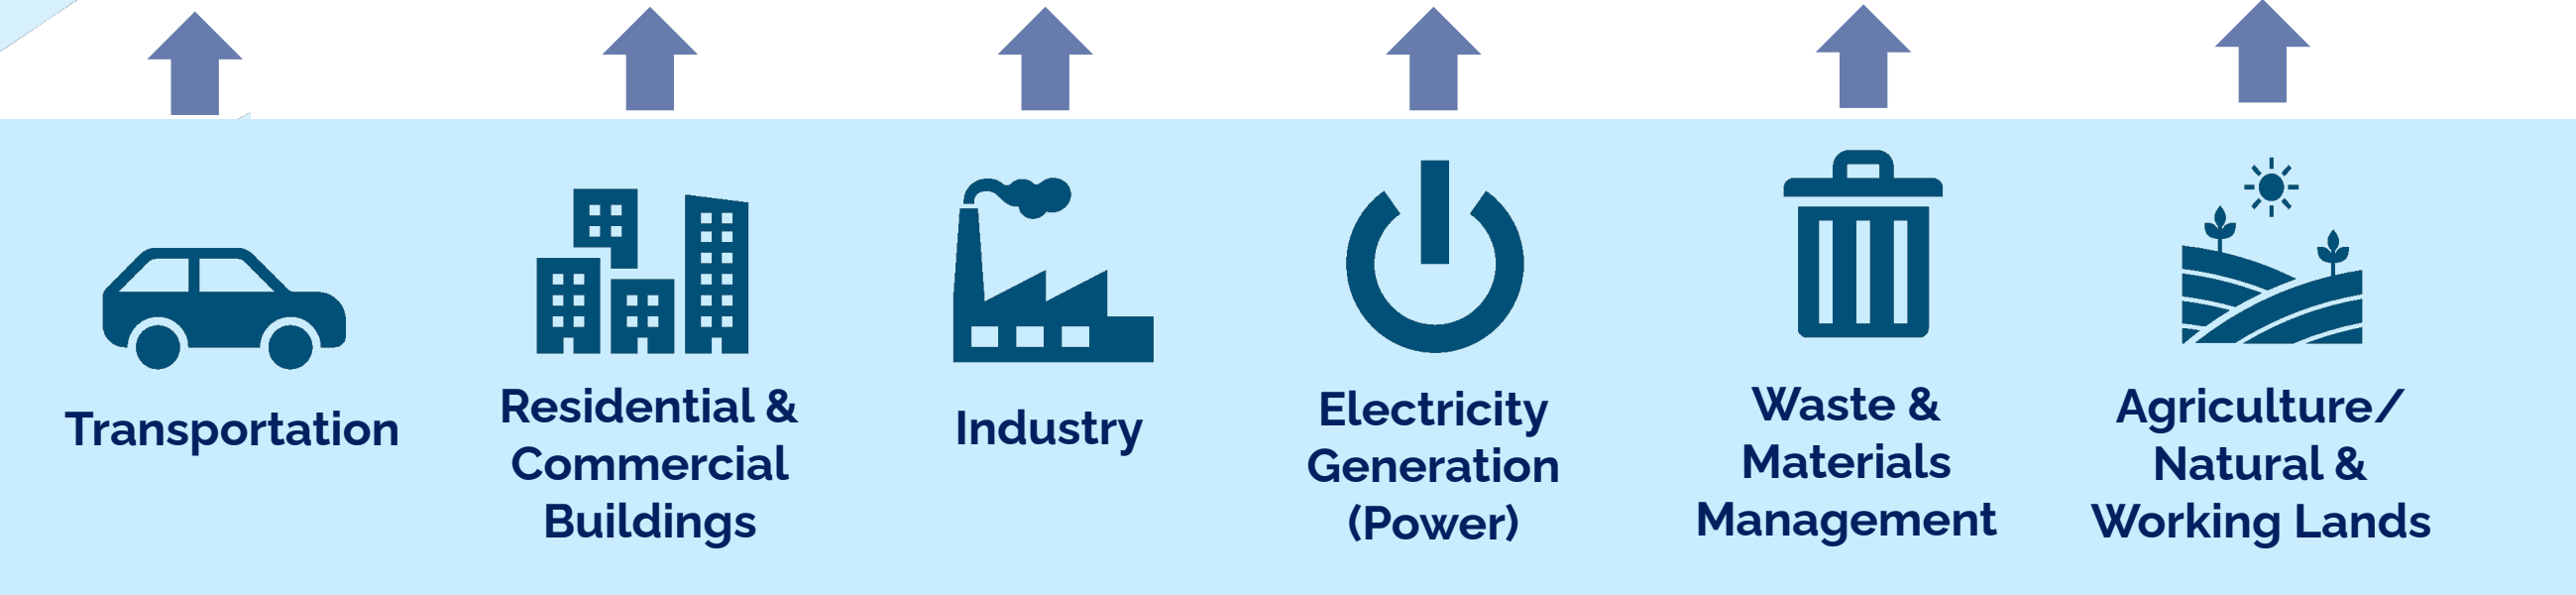 Transportation
Residential &
Commercial
Buildings
Industry
Electricity
Generation
(Power)
Waste &
Materials
Management
Agriculture/
Natural &
Working Lands